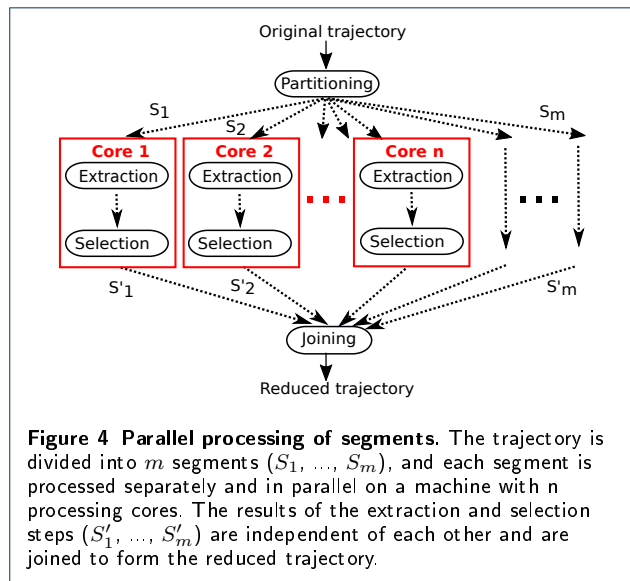 Original trajectory
Partitioning
S1
S2
Sm
Core 1
Core 2
Core n
Extraction
Extraction
Extraction
Selection
Selection
Selection
S'1
S'2
S'm
Joining
Reduced trajectory
Figure 4 Parallel processing of segments. The trajectory is
divided into m segments (S1, ..., Sm), and each segment is
processed separately and in parallel on a machine with n
processing cores. The results of the extraction and selection
steps (S′1, ..., S′m) are independent of each other and are
joined to form the reduced trajectory.